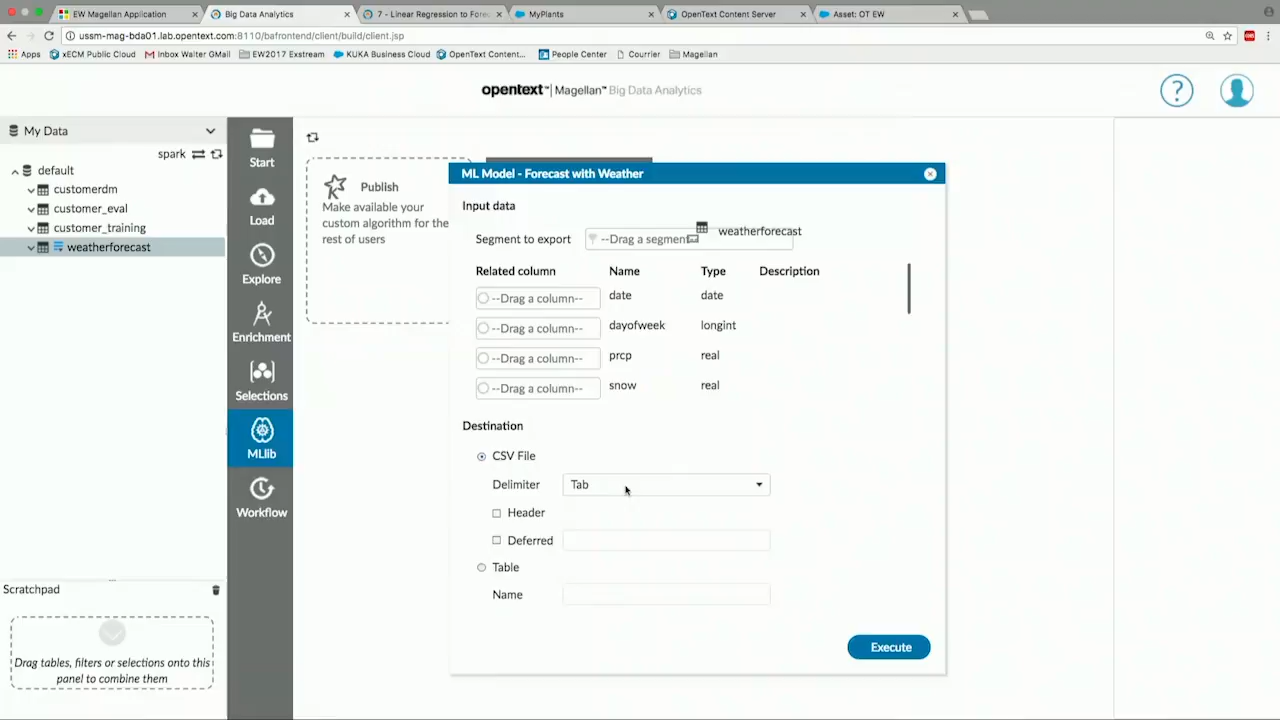 EW Magellan Application
Big Data Analytics
7 - Linear Regression to Fore
MyPlants
OpenText Content Server
Asset: OT EW
ussm-mag-bda01.lab.opentext.com:8110/bafrontend/client/build/client.jsp
Apps
xECM Public Cloud
Inbox Walter GMail
EW2017 Exstream
KUKA Business Cloud
OpenText Content...
People Center
Courrier
Magellan
opentext™ | Magellan™ Big Data Analytics
?
My Data
spark
default
customerdm
customer_eval
customer_training
weatherforecast
Start
Load
Explore
Enrichment
Selections
MLlib
Workflow
Publish
Make available your
custom algorithm for the
rest of users
ML Model - Forecast with Weather
Input data
Segment to export
--Drag a segment
weatherforecast
Related column Name Type Description
--Drag a column-- date date
--Drag a column-- dayofweek longint
--Drag a column-- prcp real
--Drag a column-- snow real
Destination
CSV File
Delimiter Tab
Header
Deferred
Table
Name
Execute
Scratchpad
Drag tables, filters or selections onto this
panel to combine them